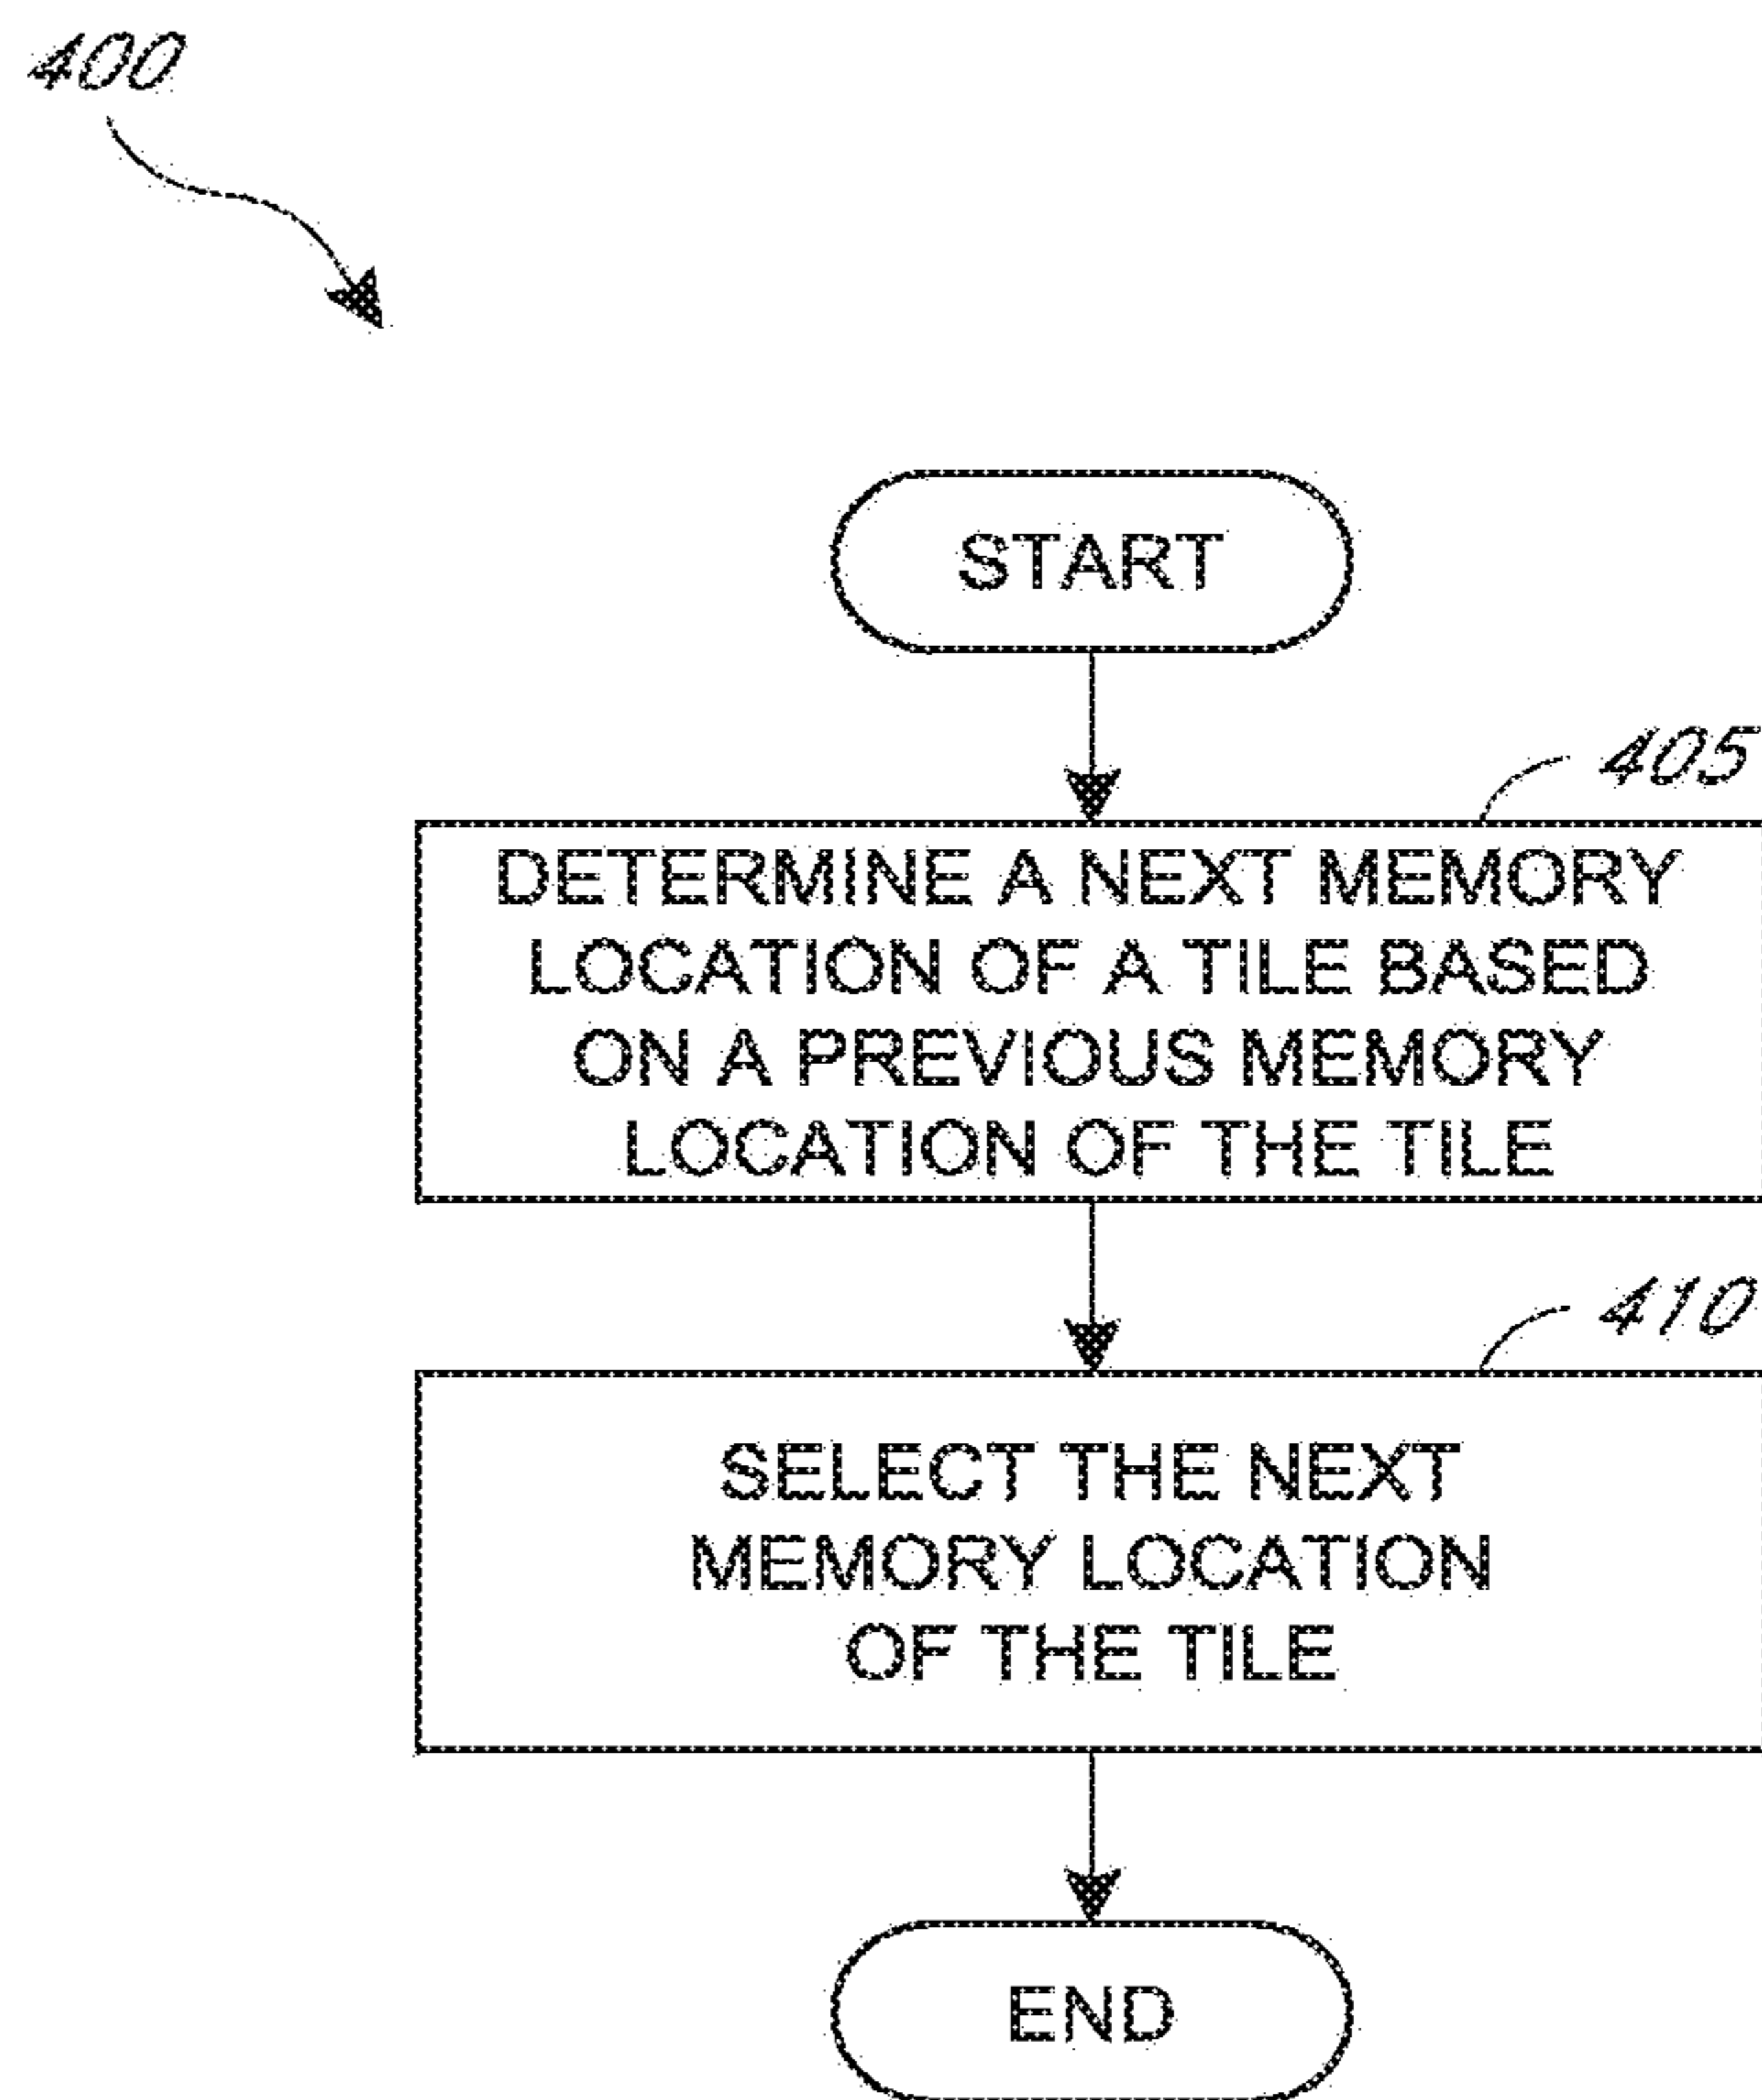 400
START
405
DETERMINE A NEXT MEMORY
LOCATION OF A TILE BASED
ON A PREVIOUS MEMORY
LOCATION OF THE TILE
410
SELECT THE NEXT
MEMORY LOCATION
OF THE TILE
END